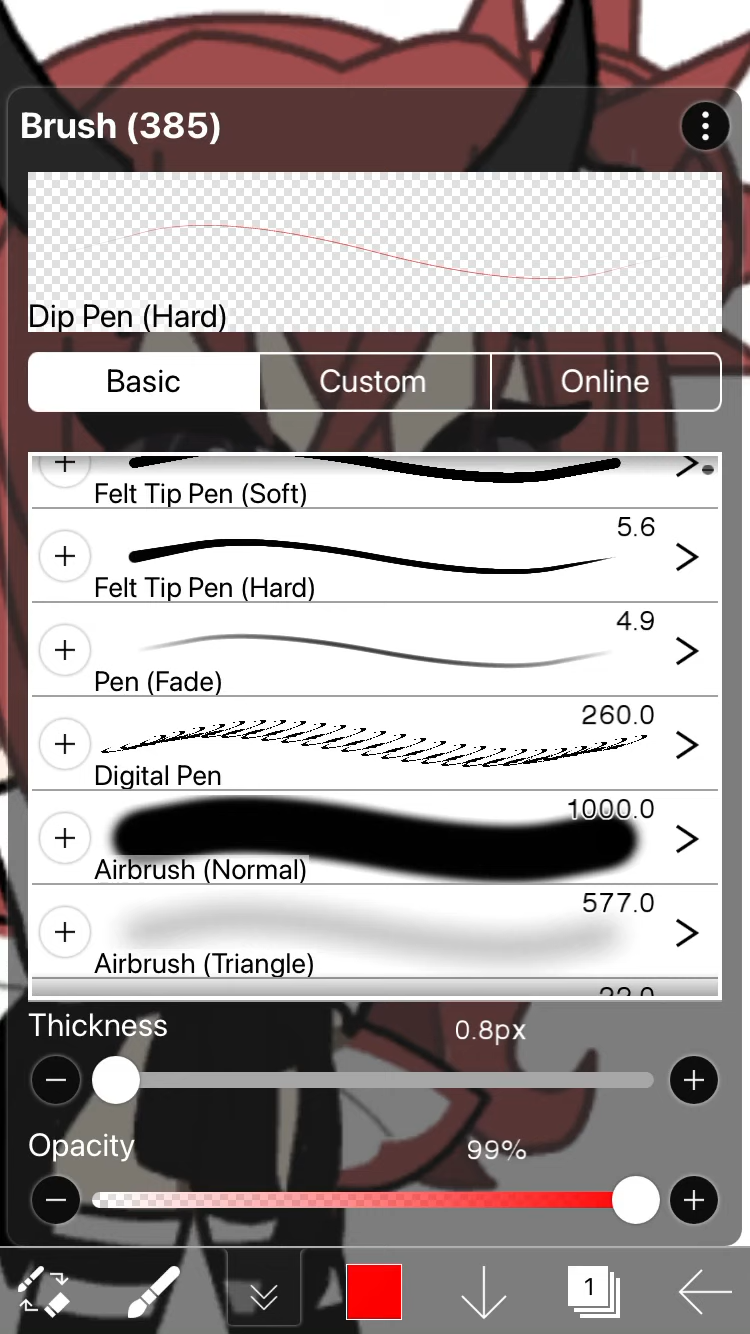 Brush (385)
Dip Pen (Hard)
Basic Custom Online
Felt Tip Pen (Soft)
5.6
Felt Tip Pen (Hard)
4.9
Pen (Fade)
260.0
Digital Pen
1000.0
Airbrush (Normal)
577.0
Airbrush (Triangle)
Thickness 0.8px
Opacity 99%
1